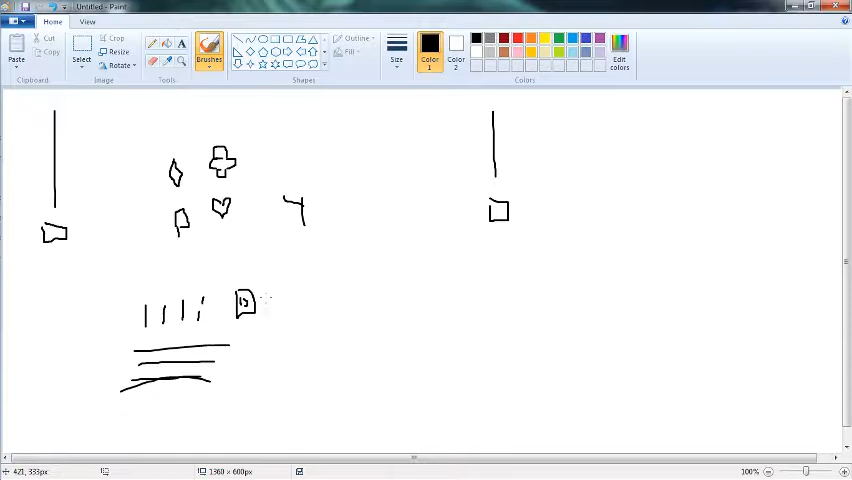 Untitled - Paint
Home View
Paste
Cut
Copy
Clipboard
Select
Crop
Resize
Rotate
Image
A
Tools
Brushes
Outline
Fill
Shapes
Size
Color
1
Color
2
Edit
colors
Colors
4
421, 333px
1360 × 600px
100%